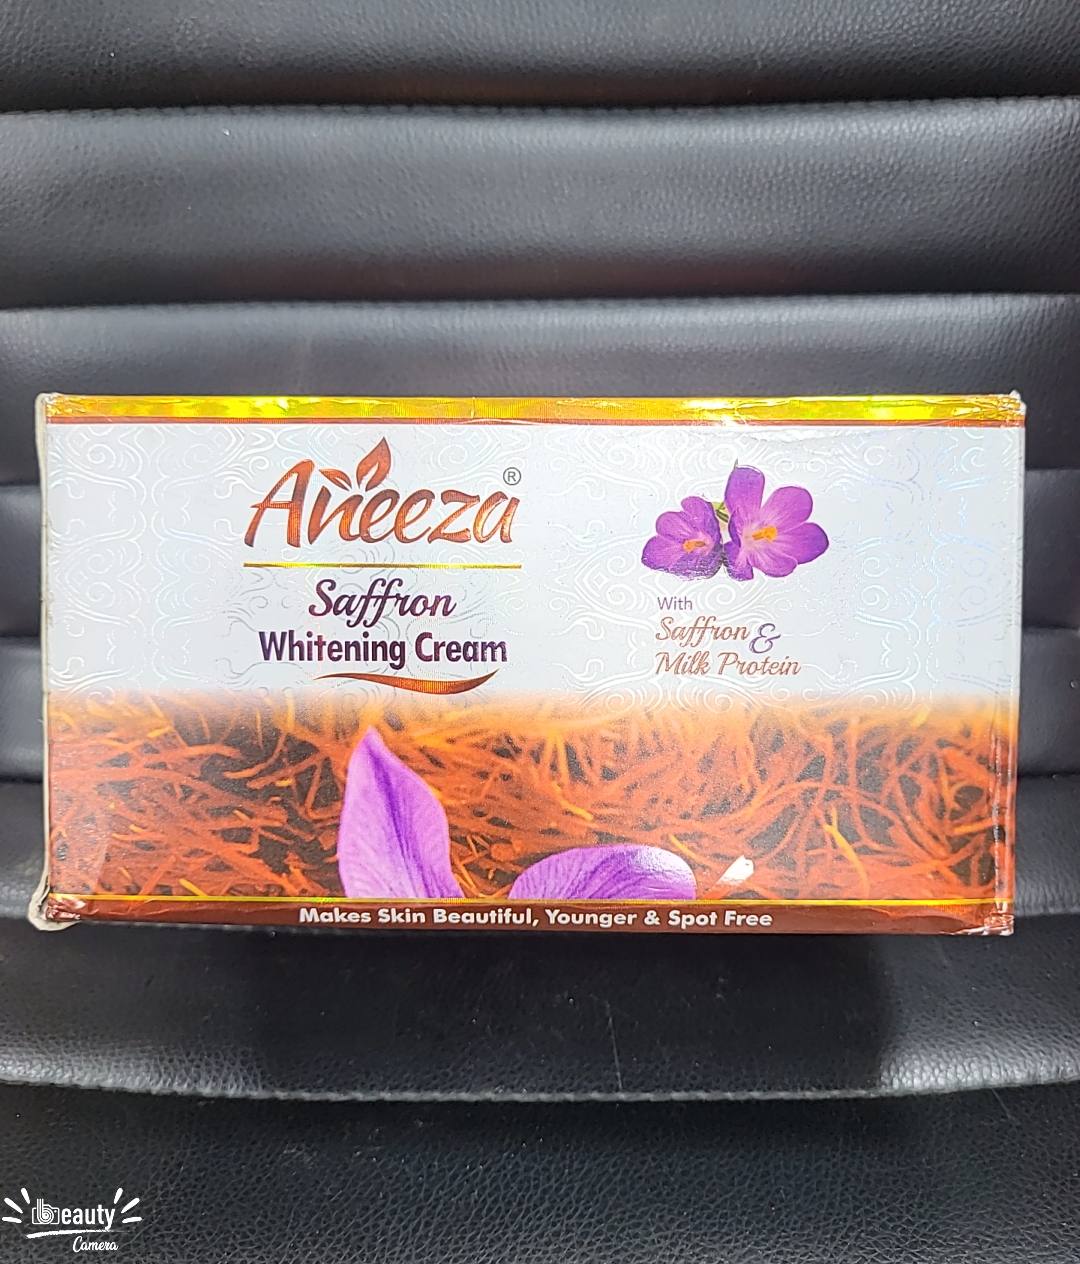 Aneeza®
Saffron
Whitening Cream
With
Saffron &
Milk Protein
Makes Skin Beautiful, Younger & Spot Free
beauty
Camera